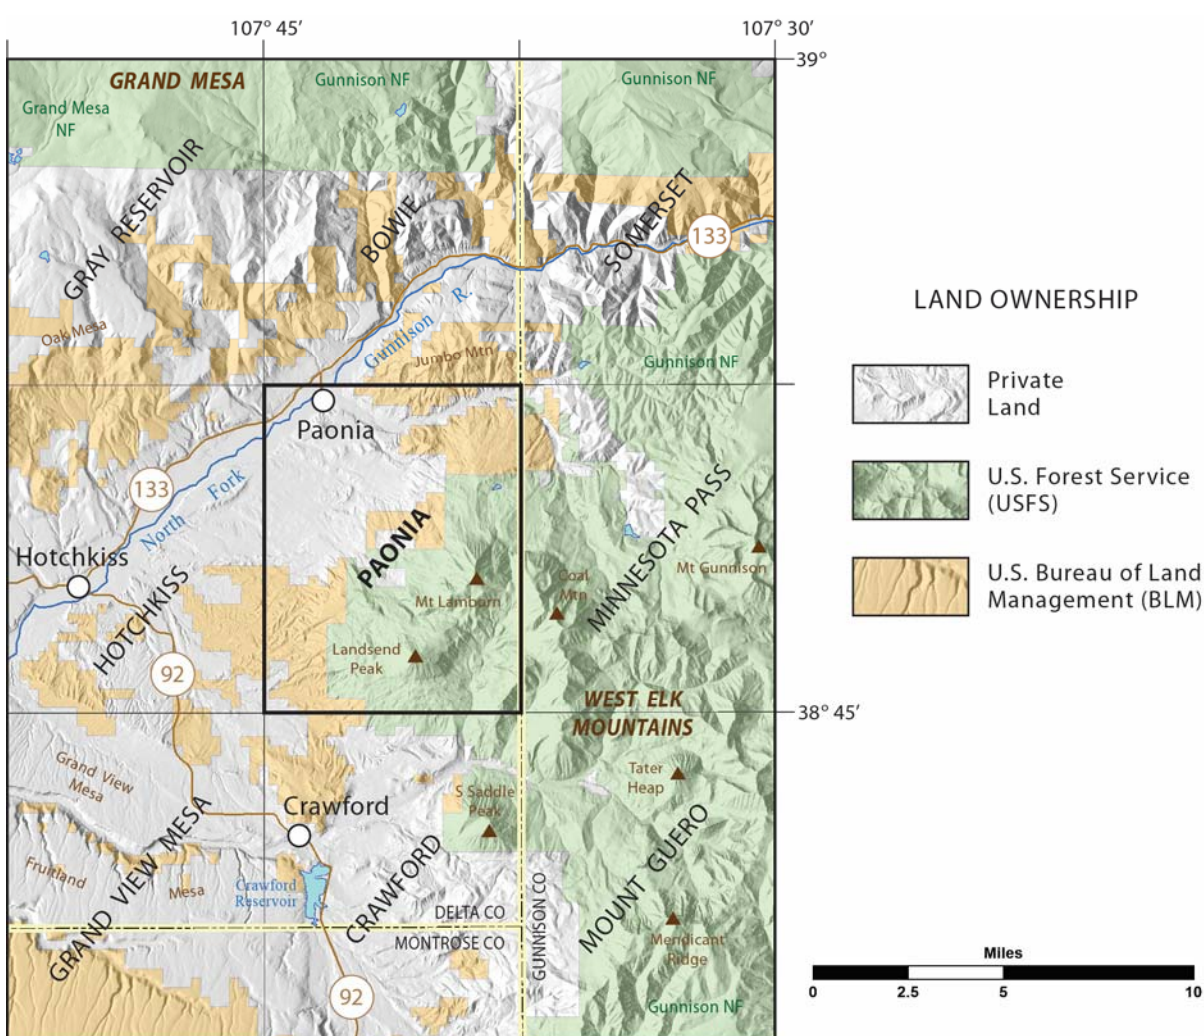 107° 45′
107° 30′
39°
GRAND MESA
Gunnison NF
Gunnison NF
Grand Mesa
NF
GRAY RESERVOIR
BOWIE
SOMERSET
133
Oak Mesa
Gunnison R.
Jumbo Mtn
Gunnison NF
Paonia
133
North Fork
PAONIA
MINNESOTA PASS
Hotchkiss
HOTCHKISS
Mt Lamborn
Coal
Mtn
Mt Gunnison
Landsend
Peak
92
WEST ELK
MOUNTAINS
38° 45′
Grand View
Mesa
Tater
Heap
S Saddle
Peak
Crawford
GRAND VIEW MESA
CRAWFORD
MOUNT GUERO
Fruitland Mesa
Crawford
Reservoir
DELTA CO
MONTROSE CO
GUNNISON CO
Mendicant
Ridge
92
Gunnison NF
LAND OWNERSHIP
Private
Land
U.S. Forest Service
(USFS)
U.S. Bureau of Land
Management (BLM)
Miles
0 2.5 5 10